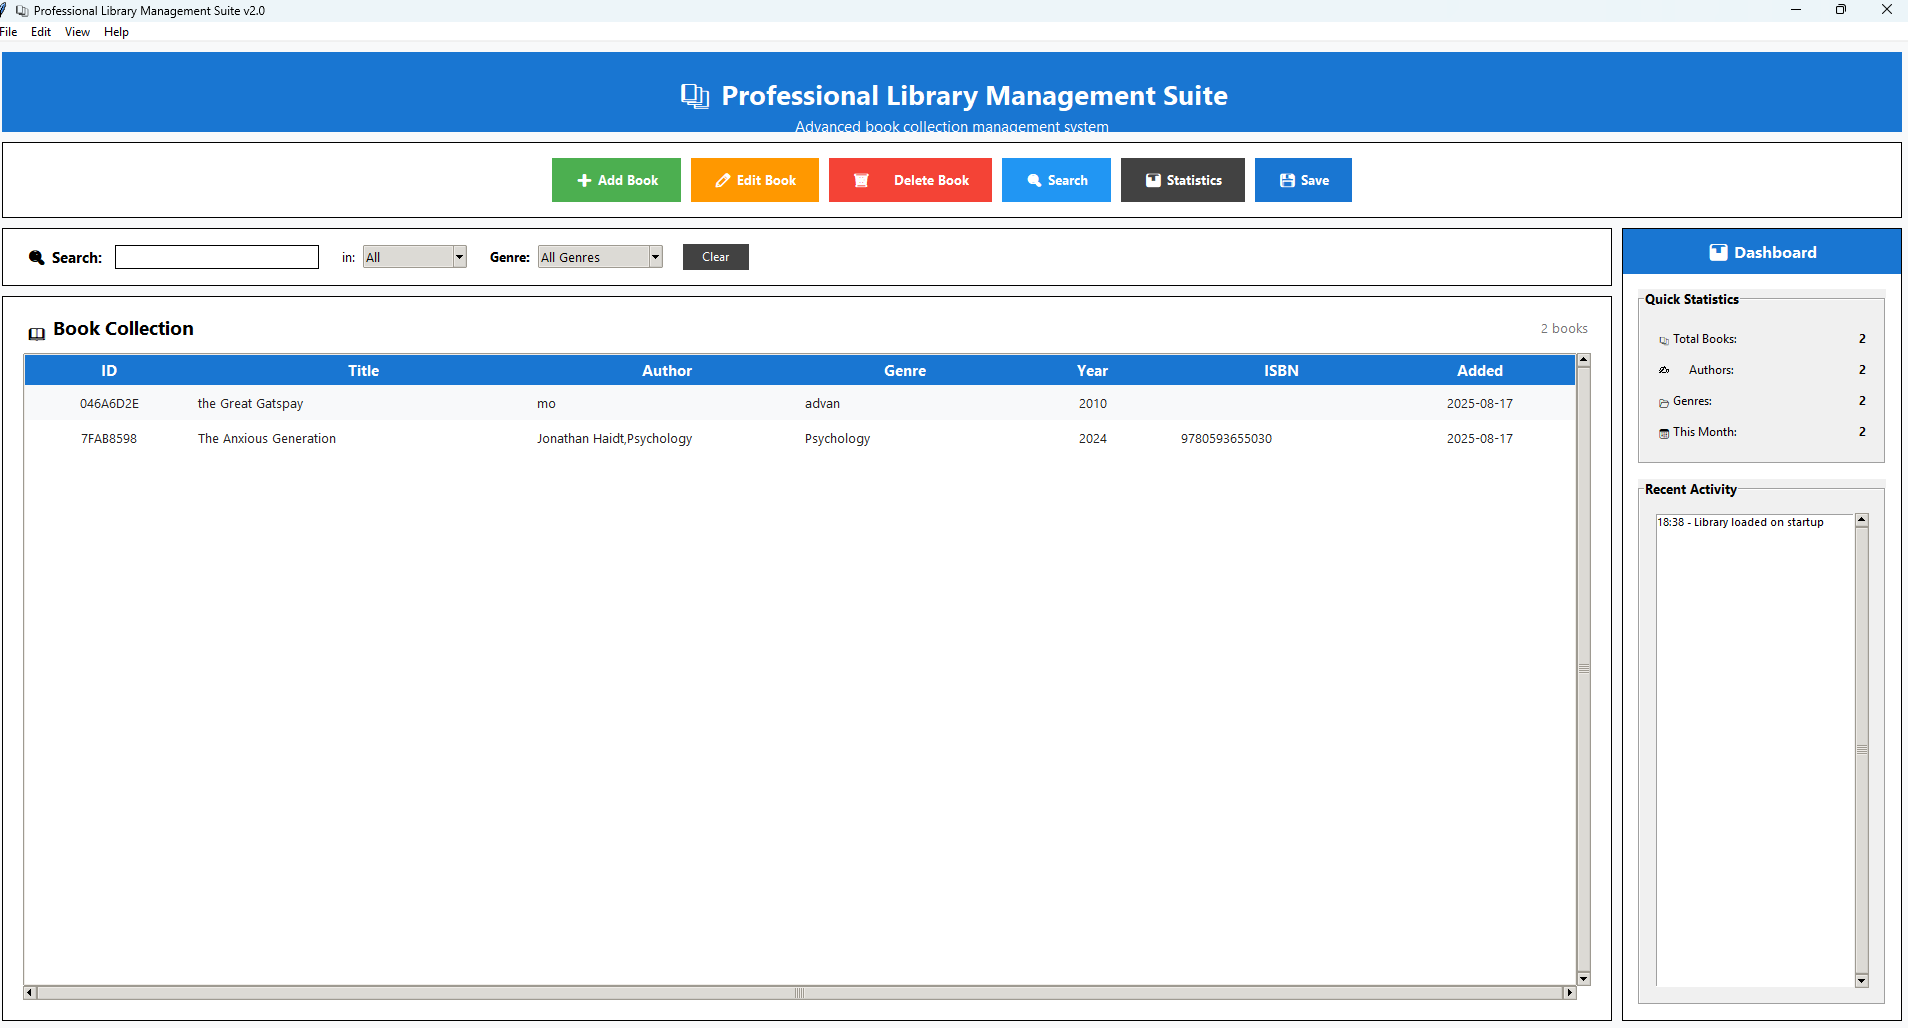 Professional Library Management Suite v2.0
File Edit View Help
Professional Library Management Suite
Advanced book collection management system
Add Book Edit Book Delete Book Search Statistics Save
Search: in: All Genre: All Genres Clear
Book Collection 2 books
ID Title Author Genre Year ISBN Added
046A6D2E the Great Gatspay mo advan 2010 2025-08-17
7FAB8598 The Anxious Generation Jonathan Haidt,Psychology Psychology 2024 9780593655030 2025-08-17
Dashboard
Quick Statistics
Total Books: 2
Authors: 2
Genres: 2
This Month: 2
Recent Activity
18:38 - Library loaded on startup